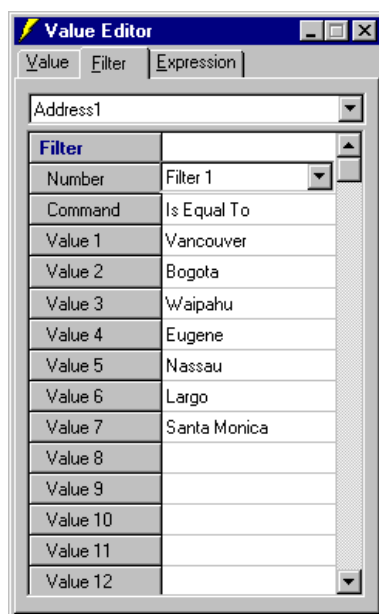 Value Editor
Value Filter Expression
Address1
Filter
Number Filter 1
Command Is Equal To
Value 1 Vancouver
Value 2 Bogota
Value 3 Waipahu
Value 4 Eugene
Value 5 Nassau
Value 6 Largo
Value 7 Santa Monica
Value 8
Value 9
Value 10
Value 11
Value 12